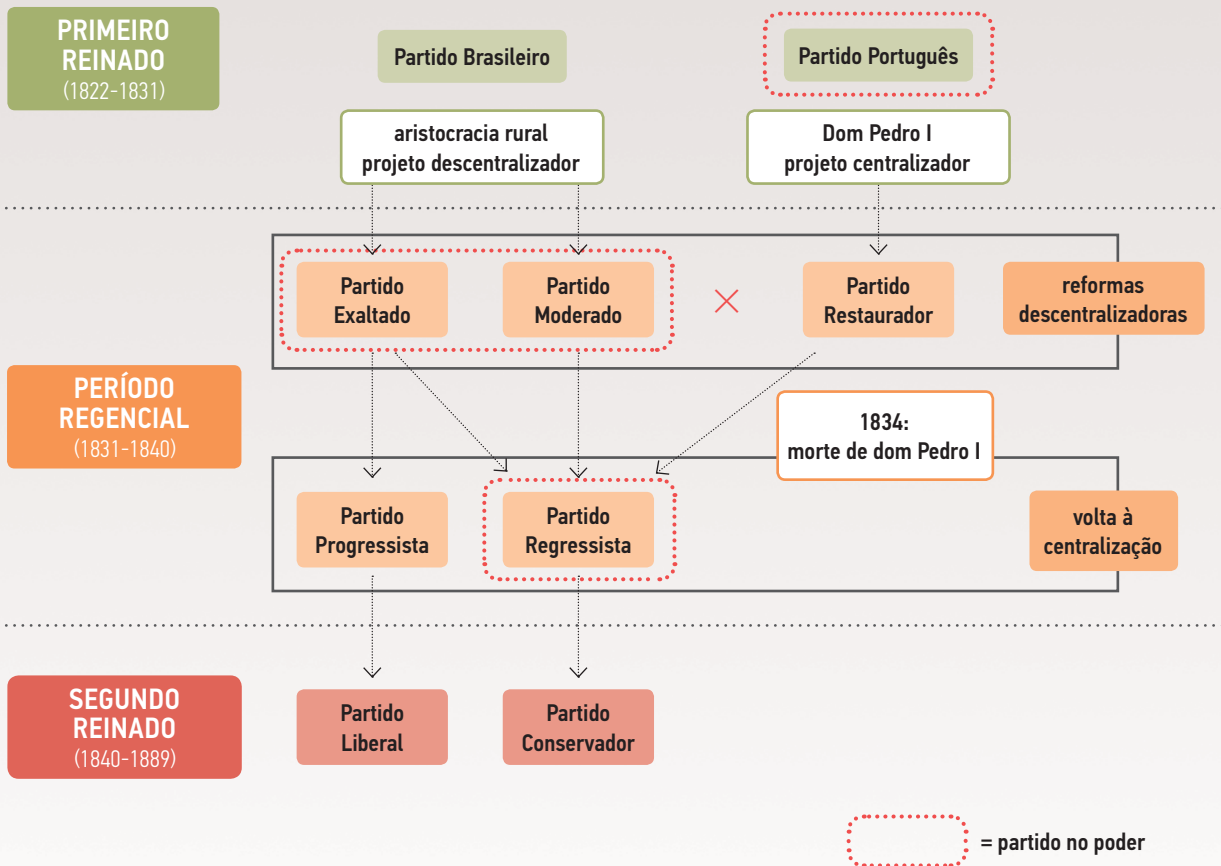 PRIMEIRO
REINADO
(1822-1831)
Partido Brasileiro
Partido Português
aristocracia rural
projeto descentralizador
Dom Pedro I
projeto centralizador
PERÍODO
REGENCIAL
(1831-1840)
Partido
Exaltado
Partido
Moderado
×
Partido
Restaurador
reformas
descentralizadoras
1834:
morte de dom Pedro I
Partido
Progressista
Partido
Regressista
volta à
centralização
SEGUNDO
REINADO
(1840-1889)
Partido
Liberal
Partido
Conservador
= partido no poder